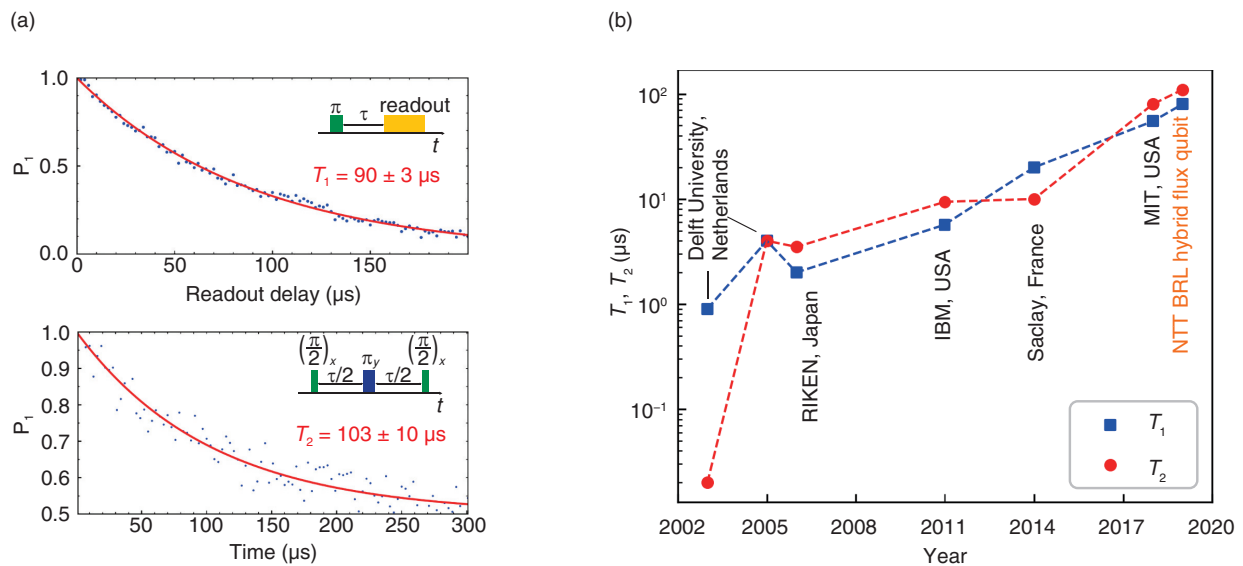 (a)
1.0
0.5
0.0
P₁
π
τ
readout
t
T₁ = 90 ± 3 μs
0
50
100
150
Readout delay (μs)
1.0
0.9
0.8
0.7
0.6
0.5
P₁
(π/2)ₓ
τ/2
π_y
τ/2
(π/2)ₓ
t
T₂ = 103 ± 10 μs
50
100
150
200
250
300
Time (μs)
(b)
10²
10¹
10⁰
10⁻¹
T₁, T₂ (μs)
Delft University,
Netherlands
RIKEN, Japan
IBM, USA
Saclay, France
MIT, USA
NTT BRL hybrid flux qubit
T₁
T₂
2002
2005
2008
2011
2014
2017
2020
Year